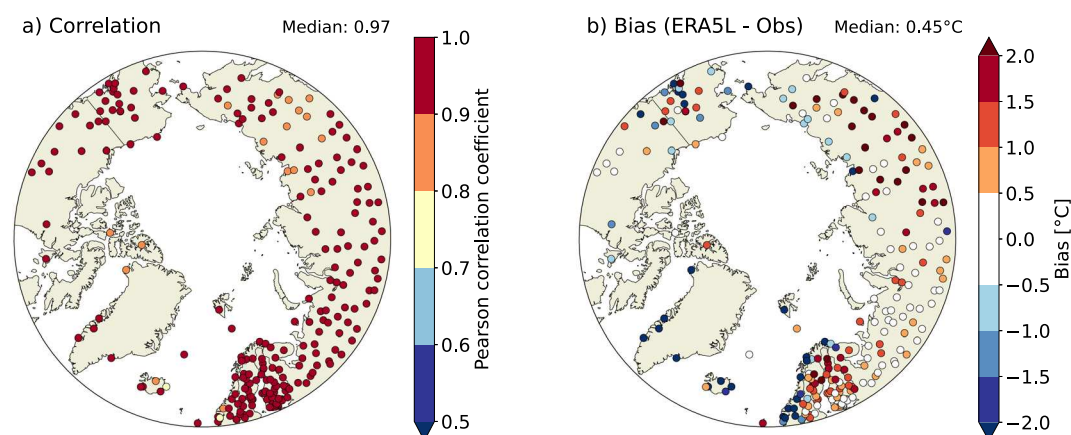 a) Correlation
Median: 0.97
1.0
0.9
0.8
0.7
0.6
0.5
Pearson correlation coefficient
b) Bias (ERA5L - Obs)
Median: 0.45°C
2.0
1.5
1.0
0.5
0.0
−0.5
−1.0
−1.5
−2.0
Bias [°C]